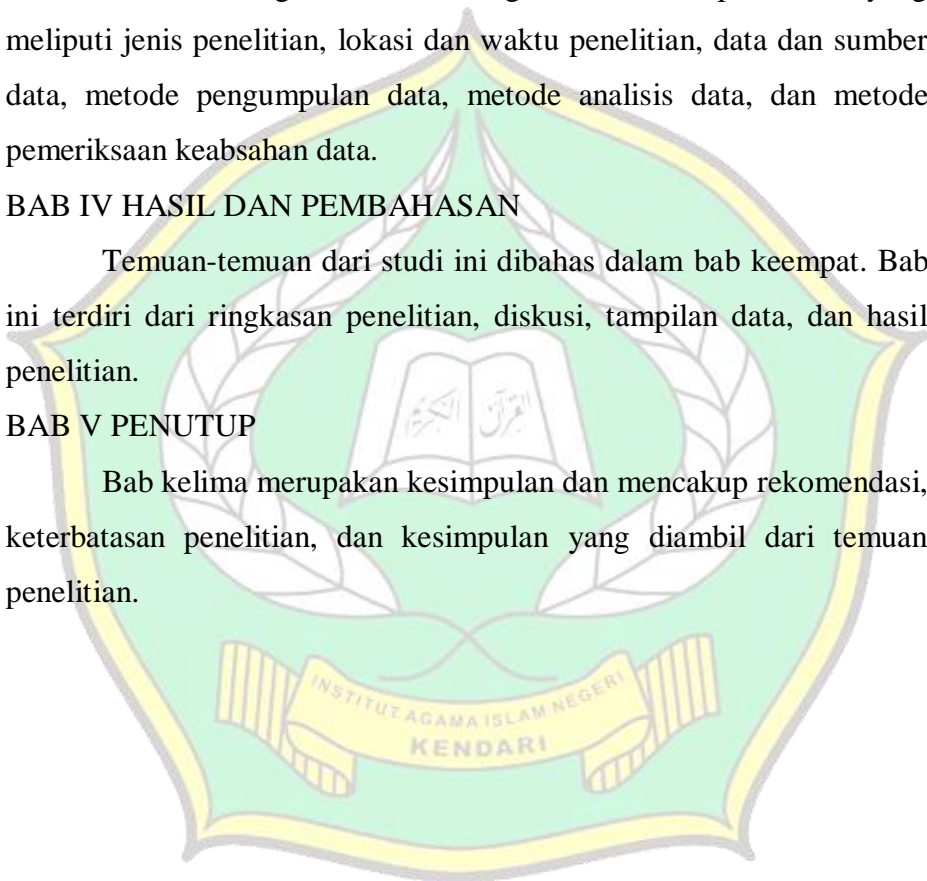 meliputi jenis penelitian, lokasi dan waktu penelitian, data dan sumber
data, metode pengumpulan data, metode analisis data, dan metode
pemeriksaan keabsahan data.
BAB IV HASIL DAN PEMBAHASAN
Temuan-temuan dari studi ini dibahas dalam bab keempat. Bab
ini terdiri dari ringkasan penelitian, diskusi, tampilan data, dan hasil
penelitian.
القرآن الكريم
BAB V PENUTUP
Bab kelima merupakan kesimpulan dan mencakup rekomendasi,
keterbatasan penelitian, dan kesimpulan yang diambil dari temuan
penelitian.
INSTITUT AGAMA ISLAM NEGERI
KENDARI